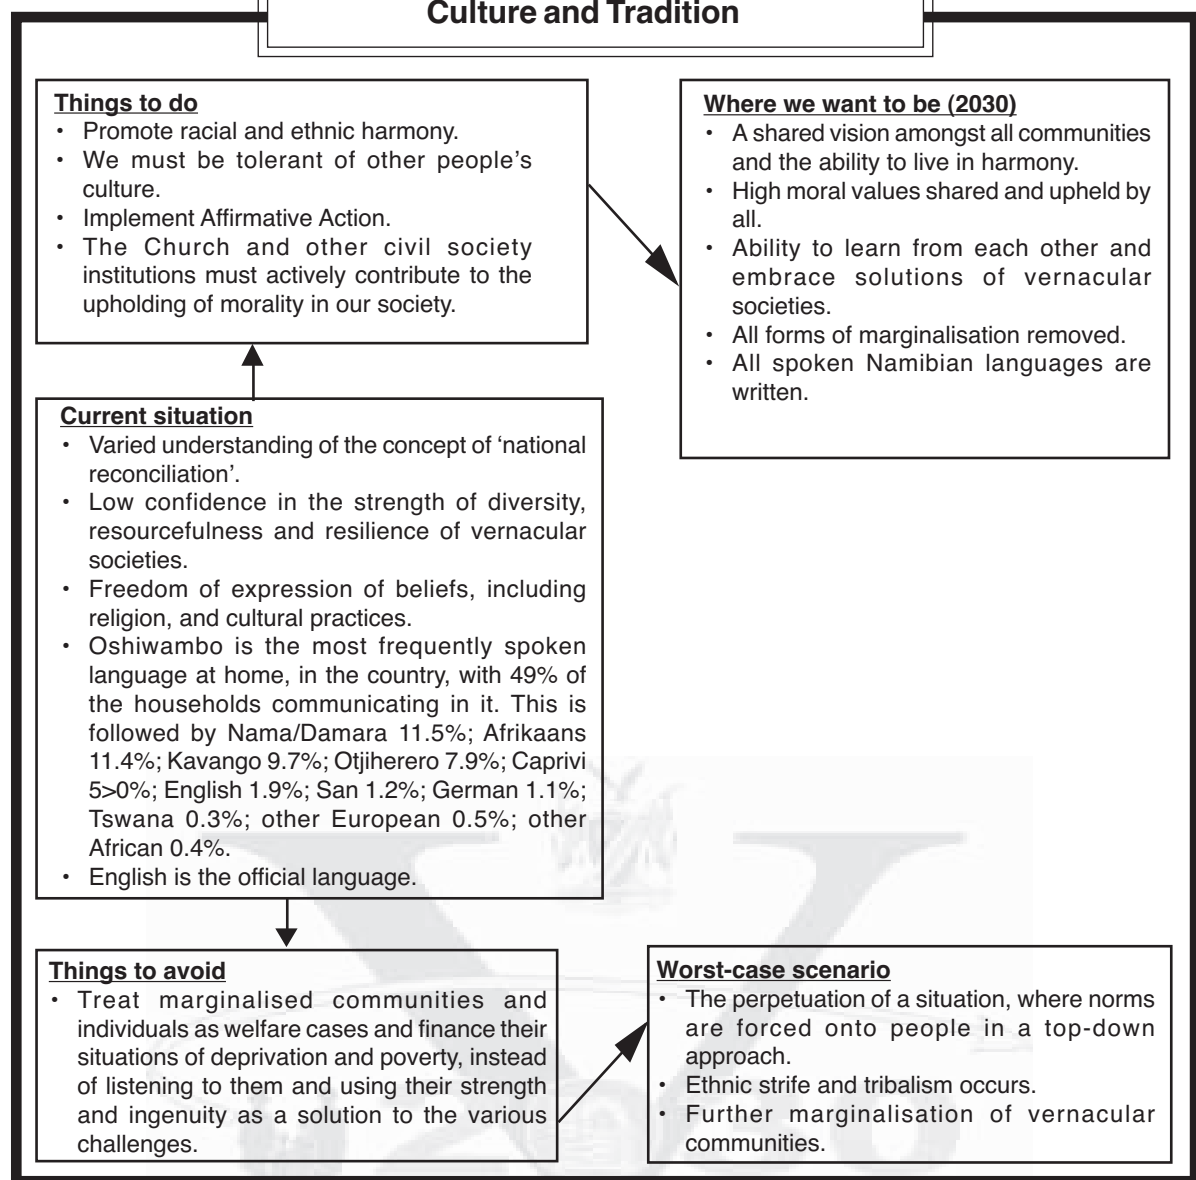 Culture and Tradition
Things to do
• Promote racial and ethnic harmony.
• We must be tolerant of other people's
culture.
• Implement Affirmative Action.
• The Church and other civil society
institutions must actively contribute to the
upholding of morality in our society.
Where we want to be (2030)
• A shared vision amongst all communities
and the ability to live in harmony.
• High moral values shared and upheld by
all.
• Ability to learn from each other and
embrace solutions of vernacular
societies.
• All forms of marginalisation removed.
• All spoken Namibian languages are
written.
Current situation
• Varied understanding of the concept of ‘national
reconciliation’.
• Low confidence in the strength of diversity,
resourcefulness and resilience of vernacular
societies.
• Freedom of expression of beliefs, including
religion, and cultural practices.
• Oshiwambo is the most frequently spoken
language at home, in the country, with 49% of
the households communicating in it. This is
followed by Nama/Damara 11.5%; Afrikaans
11.4%; Kavango 9.7%; Otjiherero 7.9%; Caprivi
5>0%; English 1.9%; San 1.2%; German 1.1%;
Tswana 0.3%; other European 0.5%; other
African 0.4%.
• English is the official language.
Things to avoid
• Treat marginalised communities and
individuals as welfare cases and finance their
situations of deprivation and poverty, instead
of listening to them and using their strength
and ingenuity as a solution to the various
challenges.
Worst-case scenario
• The perpetuation of a situation, where norms
are forced onto people in a top-down
approach.
• Ethnic strife and tribalism occurs.
• Further marginalisation of vernacular
communities.